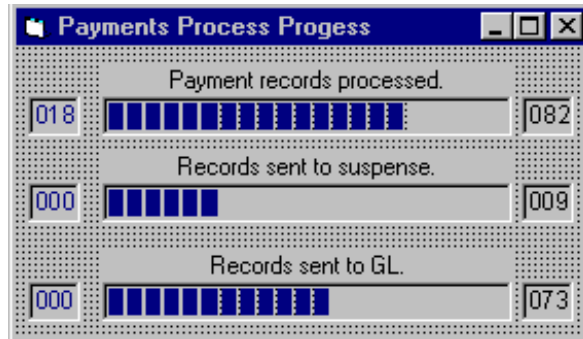 Payments Process Progess
Payment records processed.
018 082
Records sent to suspense.
000 009
Records sent to GL.
000 073